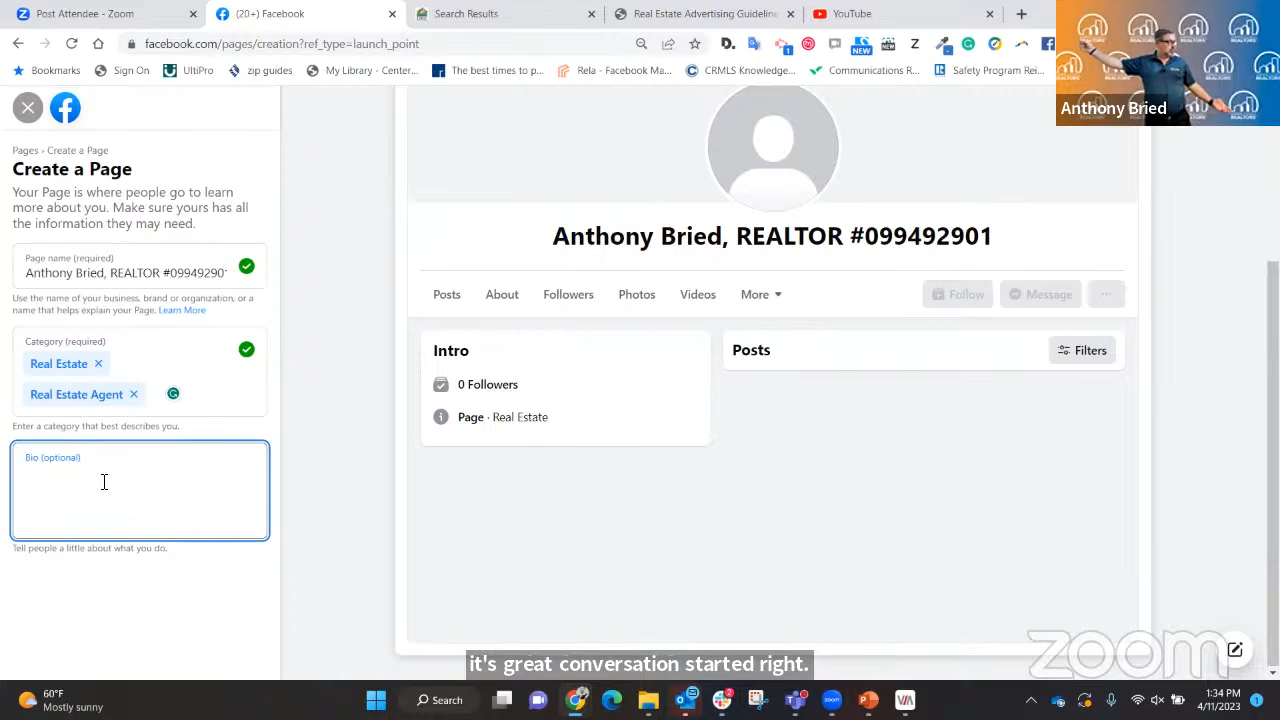 Post Attendees
(20+) Facebook
Search Results
Real Estate Advertising Guideline
YouTube
facebook.com/pages/creation?ref_type=launch_point
Bookmarks
Sign On
UltiPro
zip guides
My Library - Center...
The best times to p...
Rela - Facebook Ma...
CRMLS Knowledge...
Communications R...
Safety Program Rei...
NEW
NEW
REALTORS
Anthony Bried
Pages › Create a Page
Create a Page
Your Page is where people go to learn
more about you. Make sure yours has all
the information they may need.
Page name (required)
Anthony Bried, REALTOR #09949290
Use the name of your business, brand or organization, or a
name that helps explain your Page. Learn More
Category (required)
Real Estate
Real Estate Agent
Enter a category that best describes you.
Bio (optional)
Tell people a little about what you do.
Anthony Bried, REALTOR #099492901
Posts About Followers Photos Videos More
Follow
Message
Intro
0 Followers
Page · Real Estate
Posts
Filters
it's great conversation started right.
zoom
60°F
Mostly sunny
Search
zoom
1:34 PM
4/11/2023